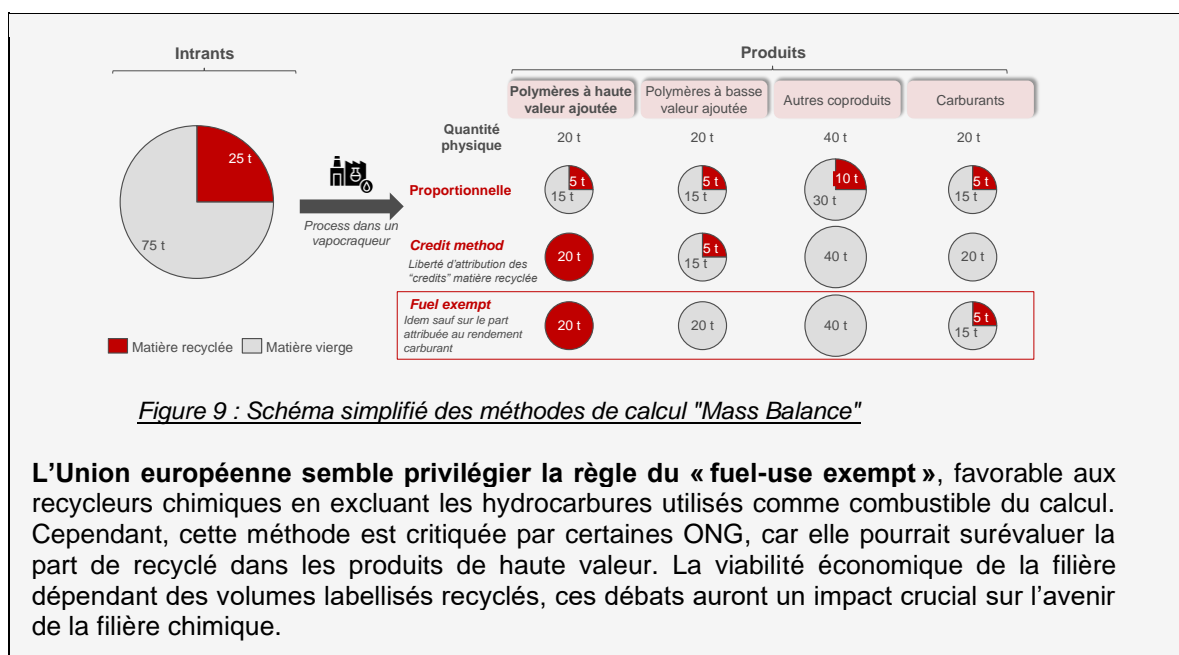 Intrants
Produits
Polymères à haute valeur ajoutée
Polymères à basse valeur ajoutée
Autres coproduits
Carburants
Quantité physique
20 t
20 t
40 t
20 t
25 t
75 t
Process dans un vapocraqueur
Proportionnelle
5 t
15 t
5 t
15 t
10 t
30 t
5 t
15 t
Credit method
Liberté d'attribution des
"credits" matière recyclée
20 t
5 t
15 t
40 t
20 t
Fuel exempt
Idem sauf sur le part
attribuée au rendement
carburant
20 t
20 t
40 t
5 t
15 t
Matière recyclée
Matière vierge
Figure 9 : Schéma simplifié des méthodes de calcul "Mass Balance"
L'Union européenne semble privilégier la règle du « fuel-use exempt », favorable aux
recycleurs chimiques en excluant les hydrocarbures utilisés comme combustible du calcul.
Cependant, cette méthode est critiquée par certaines ONG, car elle pourrait surévaluer la
part de recyclé dans les produits de haute valeur. La viabilité économique de la filière
dépendant des volumes labellisés recyclés, ces débats auront un impact crucial sur l'avenir
de la filière chimique.